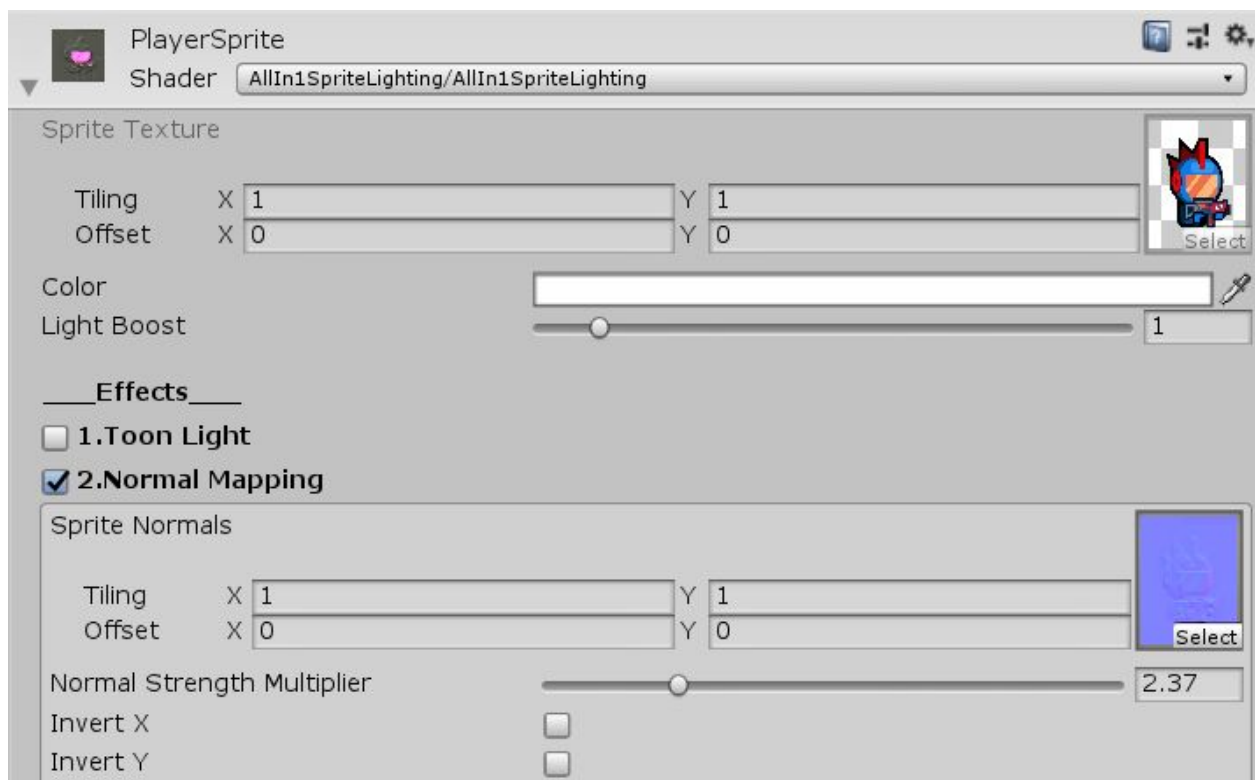 PlayerSprite
Shader AllIn1SpriteLighting/AllIn1SpriteLighting
Sprite Texture
Tiling X 1 Y 1
Offset X 0 Y 0
Select
Color
Light Boost 1
___Effects___
1.Toon Light
2.Normal Mapping
Sprite Normals
Tiling X 1 Y 1
Offset X 0 Y 0
Select
Normal Strength Multiplier 2.37
Invert X
Invert Y